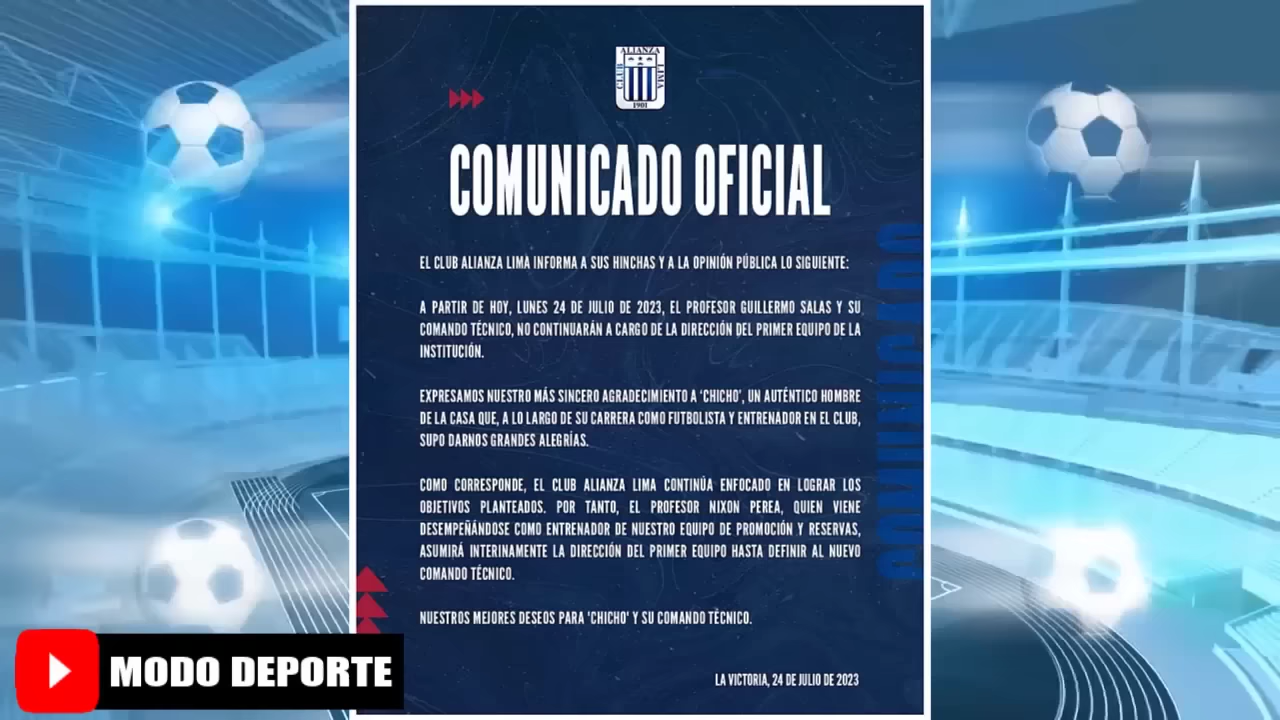 ALIANZA
CLUB
LIMA
1901
COMUNICADO OFICIAL
EL CLUB ALIANZA LIMA INFORMA A SUS HINCHAS Y A LA OPINIÓN PÚBLICA LO SIGUIENTE:
A PARTIR DE HOY, LUNES 24 DE JULIO DE 2023, EL PROFESOR GUILLERMO SALAS Y SU
COMANDO TÉCNICO, NO CONTINUARÁN A CARGO DE LA DIRECCIÓN DEL PRIMER EQUIPO DE LA
INSTITUCIÓN.
EXPRESAMOS NUESTRO MÁS SINCERO AGRADECIMIENTO A 'CHICHO', UN AUTÉNTICO HOMBRE
DE LA CASA QUE, A LO LARGO DE SU CARRERA COMO FUTBOLISTA Y ENTRENADOR EN EL CLUB,
SUPO DARNOS GRANDES ALEGRÍAS.
COMO CORRESPONDE, EL CLUB ALIANZA LIMA CONTINÚA ENFOCADO EN LOGRAR LOS
OBJETIVOS PLANTEADOS. POR TANTO, EL PROFESOR NIXON PEREA, QUIEN VIENE
DESEMPEÑÁNDOSE COMO ENTRENADOR DE NUESTRO EQUIPO DE PROMOCIÓN Y RESERVAS,
ASUMIRÁ INTERINAMENTE LA DIRECCIÓN DEL PRIMER EQUIPO HASTA DEFINIR AL NUEVO
COMANDO TÉCNICO.
NUESTROS MEJORES DESEOS PARA 'CHICHO' Y SU COMANDO TÉCNICO.
LA VICTORIA, 24 DE JULIO DE 2023
COMUNICADO
MODO DEPORTE